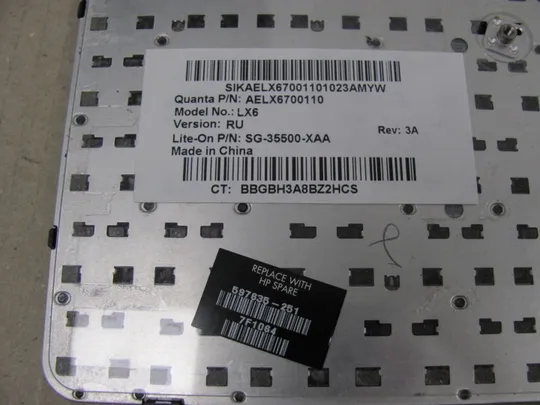 SIKAELX67001101023AMYW
Quanta P/N: AELX6700110
Model No.: LX6
Version: RU
Rev: 3A
Lite-On P/N: SG-35500-XAA
Made in China
CT: BBGBH3A8BZ2HCS
REPLACE WITH
HP SPARE
597635-251
7F1064